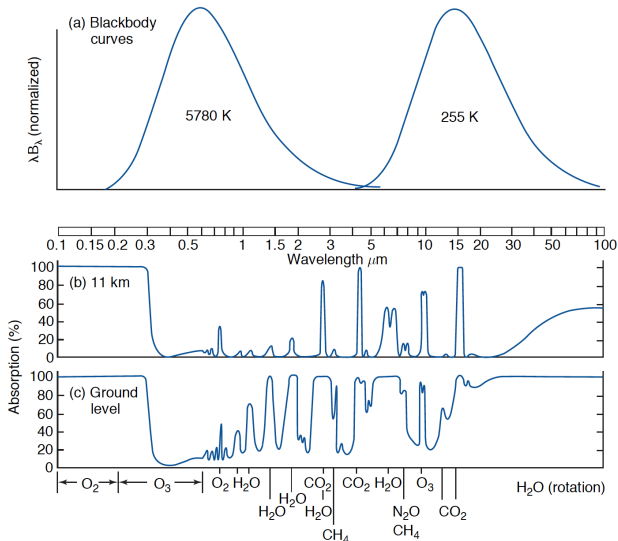 (a) Blackbody
curves
5780 K
255 K
λBλ (normalized)
0.1 0.15 0.2 0.3 0.5 1 1.5 2 3 5 10 15 20 30 50 100
Wavelength μm
Absorption (%)
100
80
60
40
20
0
(b) 11 km
100
80
60
40
20
0
(c) Ground
level
O₂ O₃ O₂ H₂O CO₂ CO₂ H₂O O₃ H₂O (rotation)
H₂O
H₂O H₂O N₂O CO₂
CH₄ CH₄